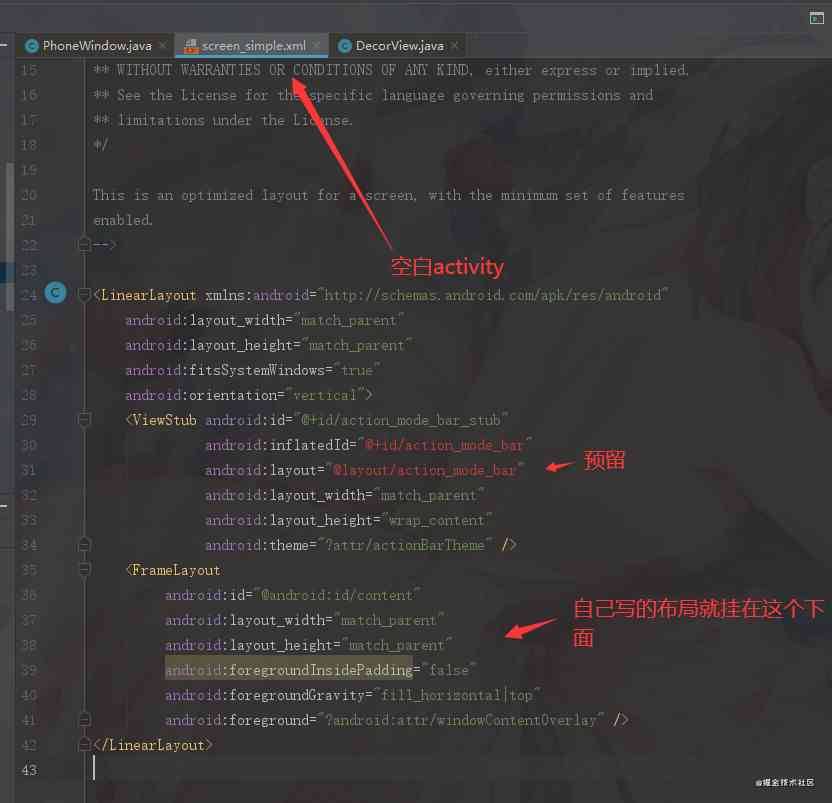 PhoneWindow.java screen_simple.xml DecorView.java
15 ** WITHOUT WARRANTIES OR CONDITIONS OF ANY KIND, either express or implied.
16 ** See the License for the specific language governing permissions and
17 ** limitations under the License.
18 */
19
20 This is an optimized layout for a screen, with the minimum set of features
21 enabled.
22 -->
空白activity
23
24 <LinearLayout xmlns:android="http://schemas.android.com/apk/res/android"
25 android:layout_width="match_parent"
26 android:layout_height="match_parent"
27 android:fitsSystemWindows="true"
28 android:orientation="vertical">
29 <ViewStub android:id="@+id/action_mode_bar_stub"
30 android:inflatedId="@+id/action_mode_bar"
31 android:layout="@layout/action_mode_bar"
预留
32 android:layout_width="match_parent"
33 android:layout_height="wrap_content"
34 android:theme="?attr/actionBarTheme" />
35 <FrameLayout
36 android:id="@android:id/content"
37 android:layout_width="match_parent"
38 android:layout_height="match_parent"
自己写的布局就挂在这个下
面
39 android:foregroundInsidePadding="false"
40 android:foregroundGravity="fill_horizontal|top"
41 android:foreground="?android:attr/windowContentOverlay" />
42 </LinearLayout>
43
@掘金技术社区